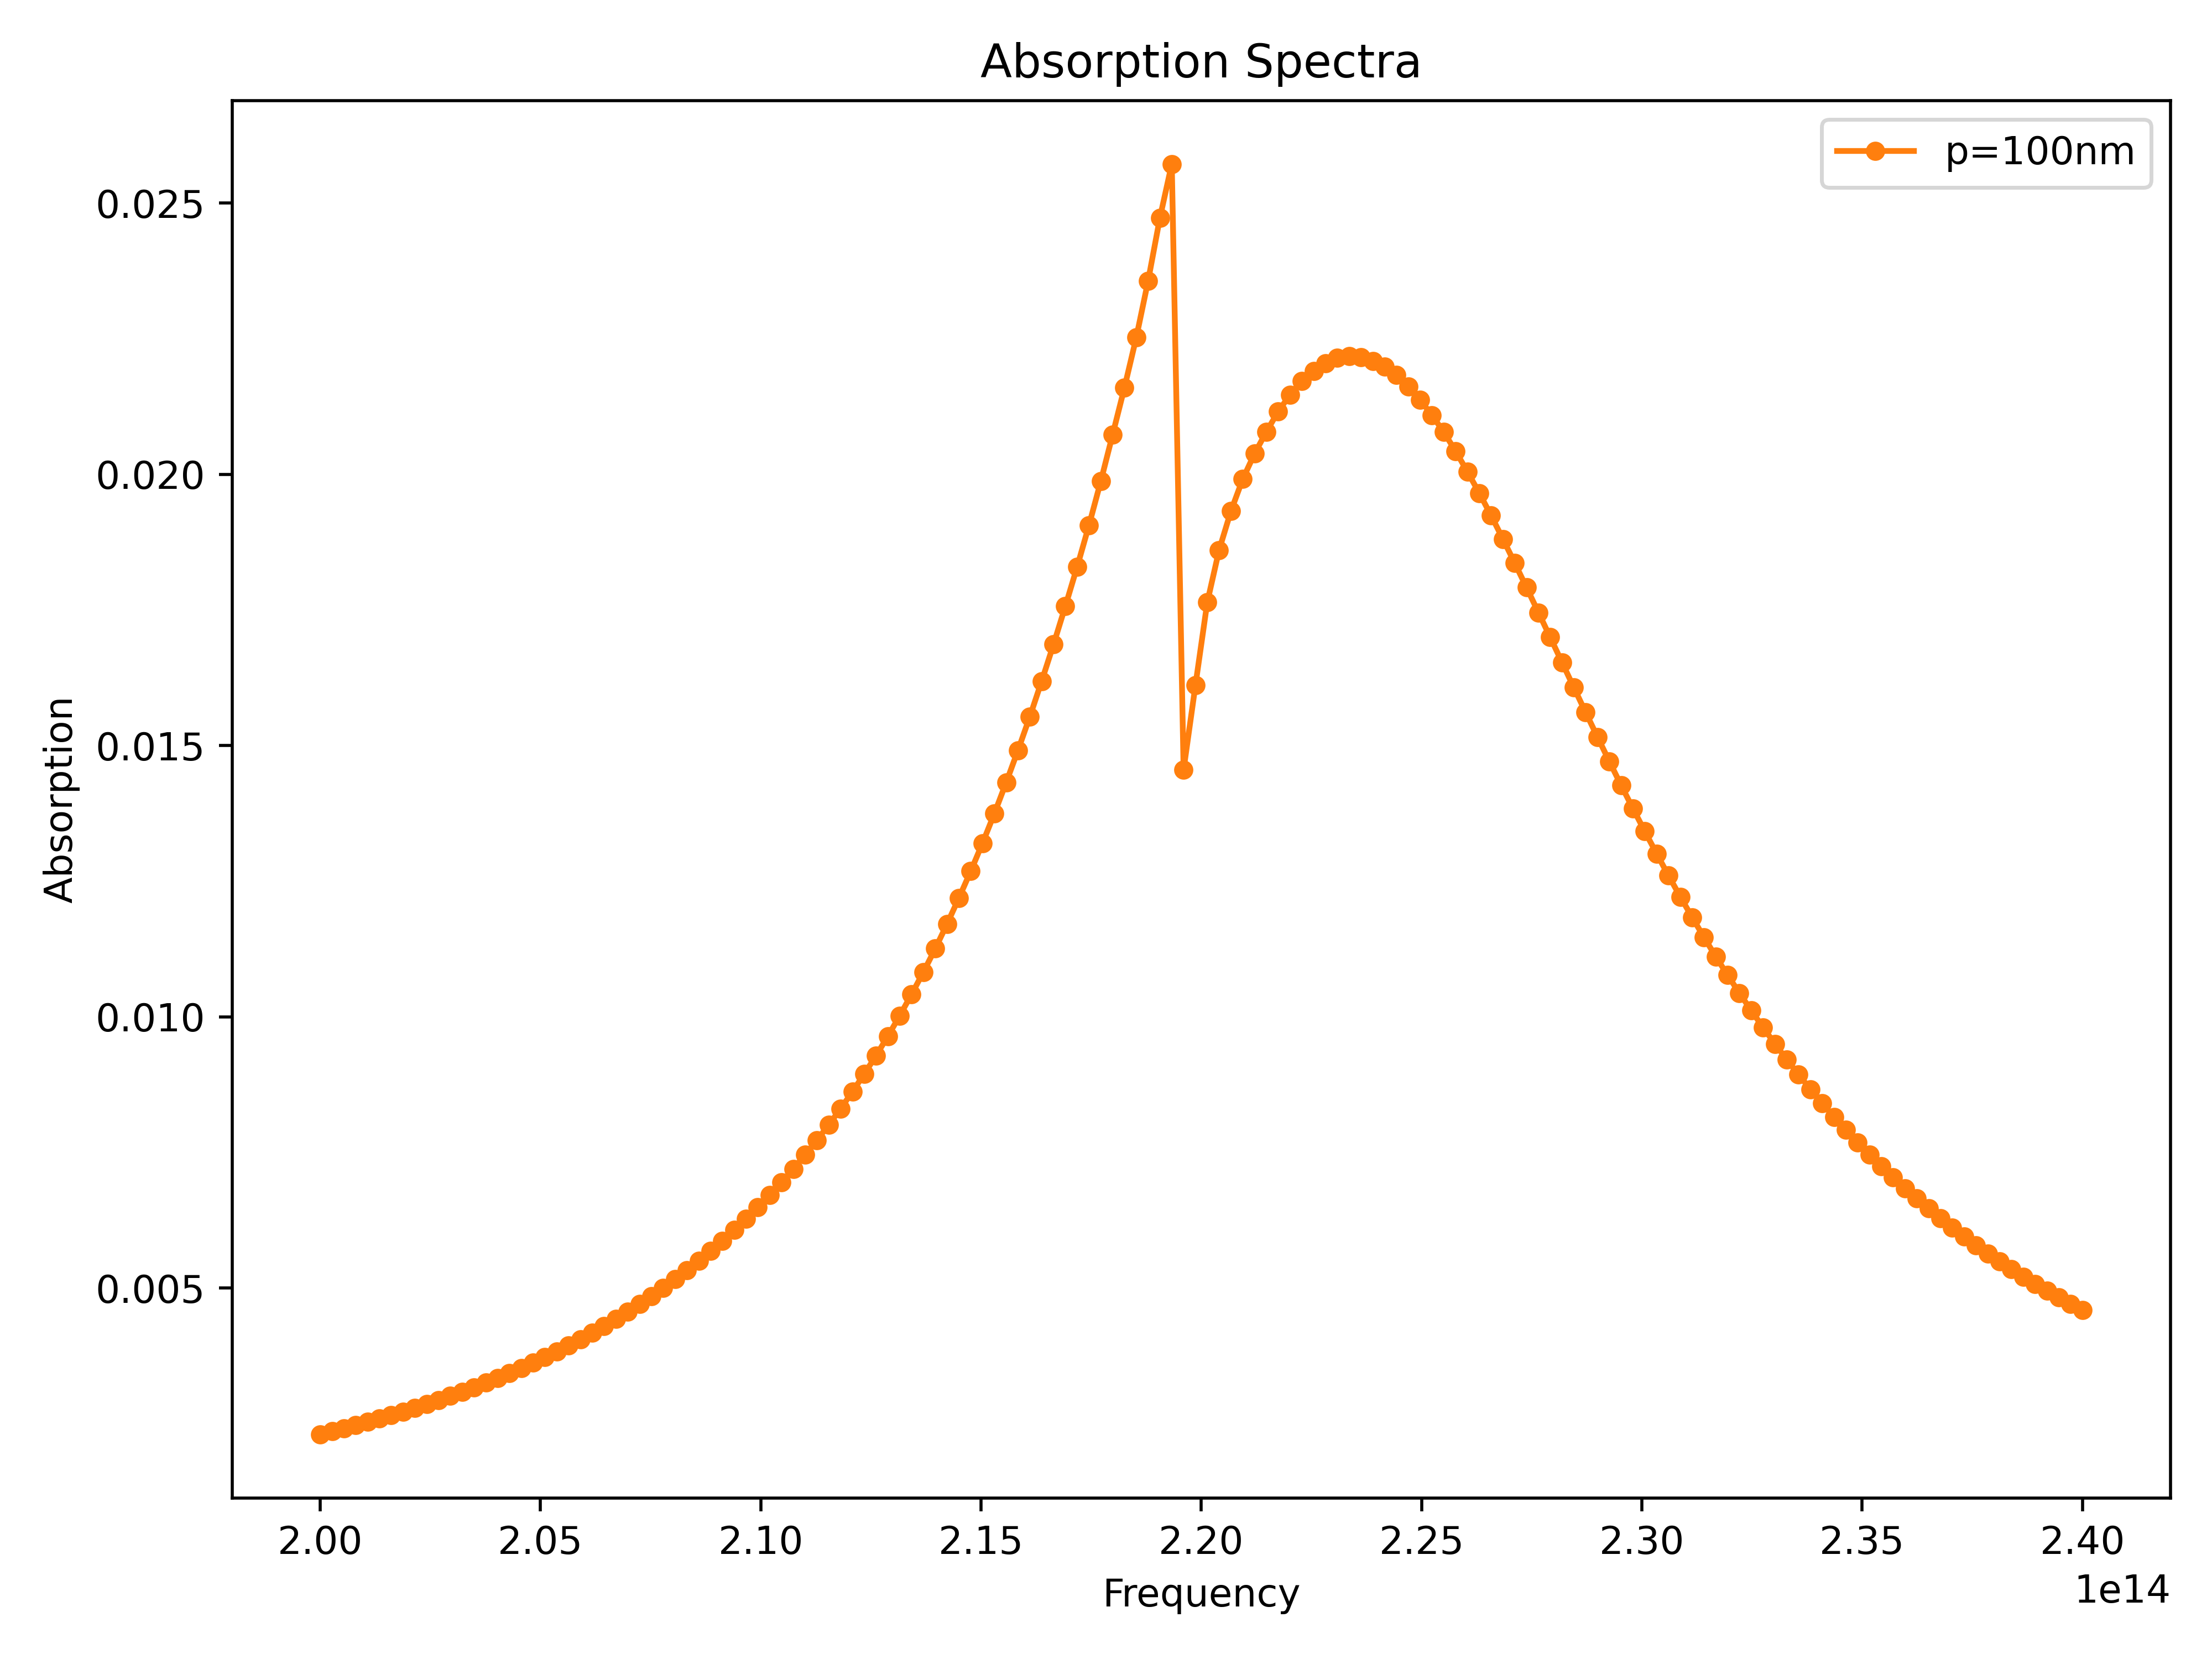 Absorption Spectra
p=100nm
0.025
0.020
0.015
0.010
0.005
Absorption
2.00 2.05 2.10 2.15 2.20 2.25 2.30 2.35 2.40
1e14
Frequency